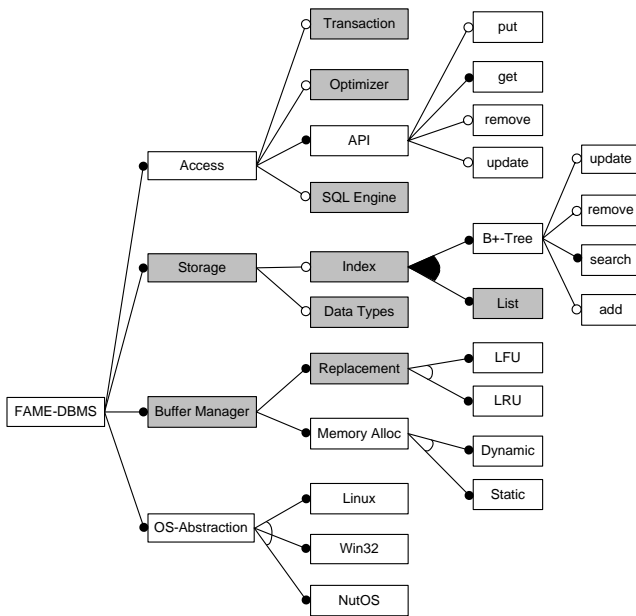 Transaction
put
Optimizer
get
API
remove
Access
update
update
SQL Engine
remove
B+-Tree
Storage
Index
search
List
Data Types
add
LFU
Replacement
LRU
FAME-DBMS
Buffer Manager
Memory Alloc
Dynamic
Static
Linux
OS-Abstraction
Win32
NutOS